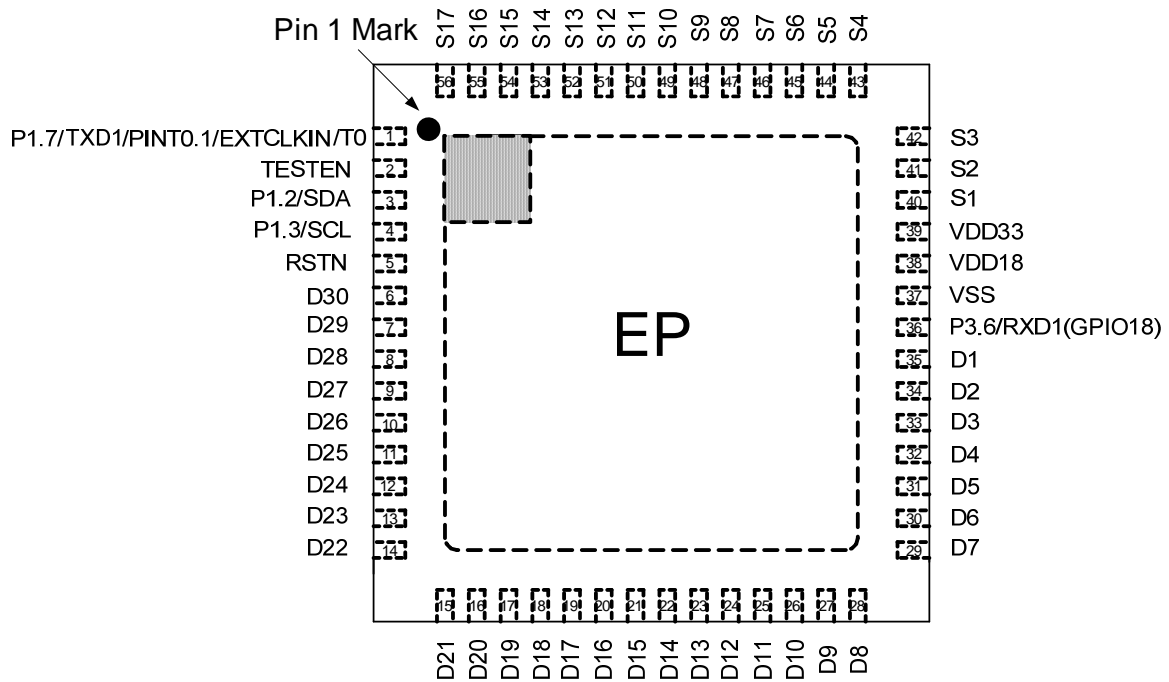 Pin 1 Mark
S17 S16 S15 S14 S13 S12 S11 S10 S9 S8 S7 S6 S5 S4
56 55 54 53 52 51 50 49 48 47 46 45 44 43
P1.7/TXD1/PINT0.1/EXTCLKIN/T0 1
TESTEN 2
P1.2/SDA 3
P1.3/SCL 4
RSTN 5
D30 6
D29 7
D28 8
D27 9
D26 10
D25 11
D24 12
D23 13
D22 14
EP
42 S3
41 S2
40 S1
39 VDD33
38 VDD18
37 VSS
36 P3.6/RXD1(GPIO18)
35 D1
34 D2
33 D3
32 D4
31 D5
30 D6
29 D7
15 16 17 18 19 20 21 22 23 24 25 26 27 28
D21 D20 D19 D18 D17 D16 D15 D14 D13 D12 D11 D10 D9 D8